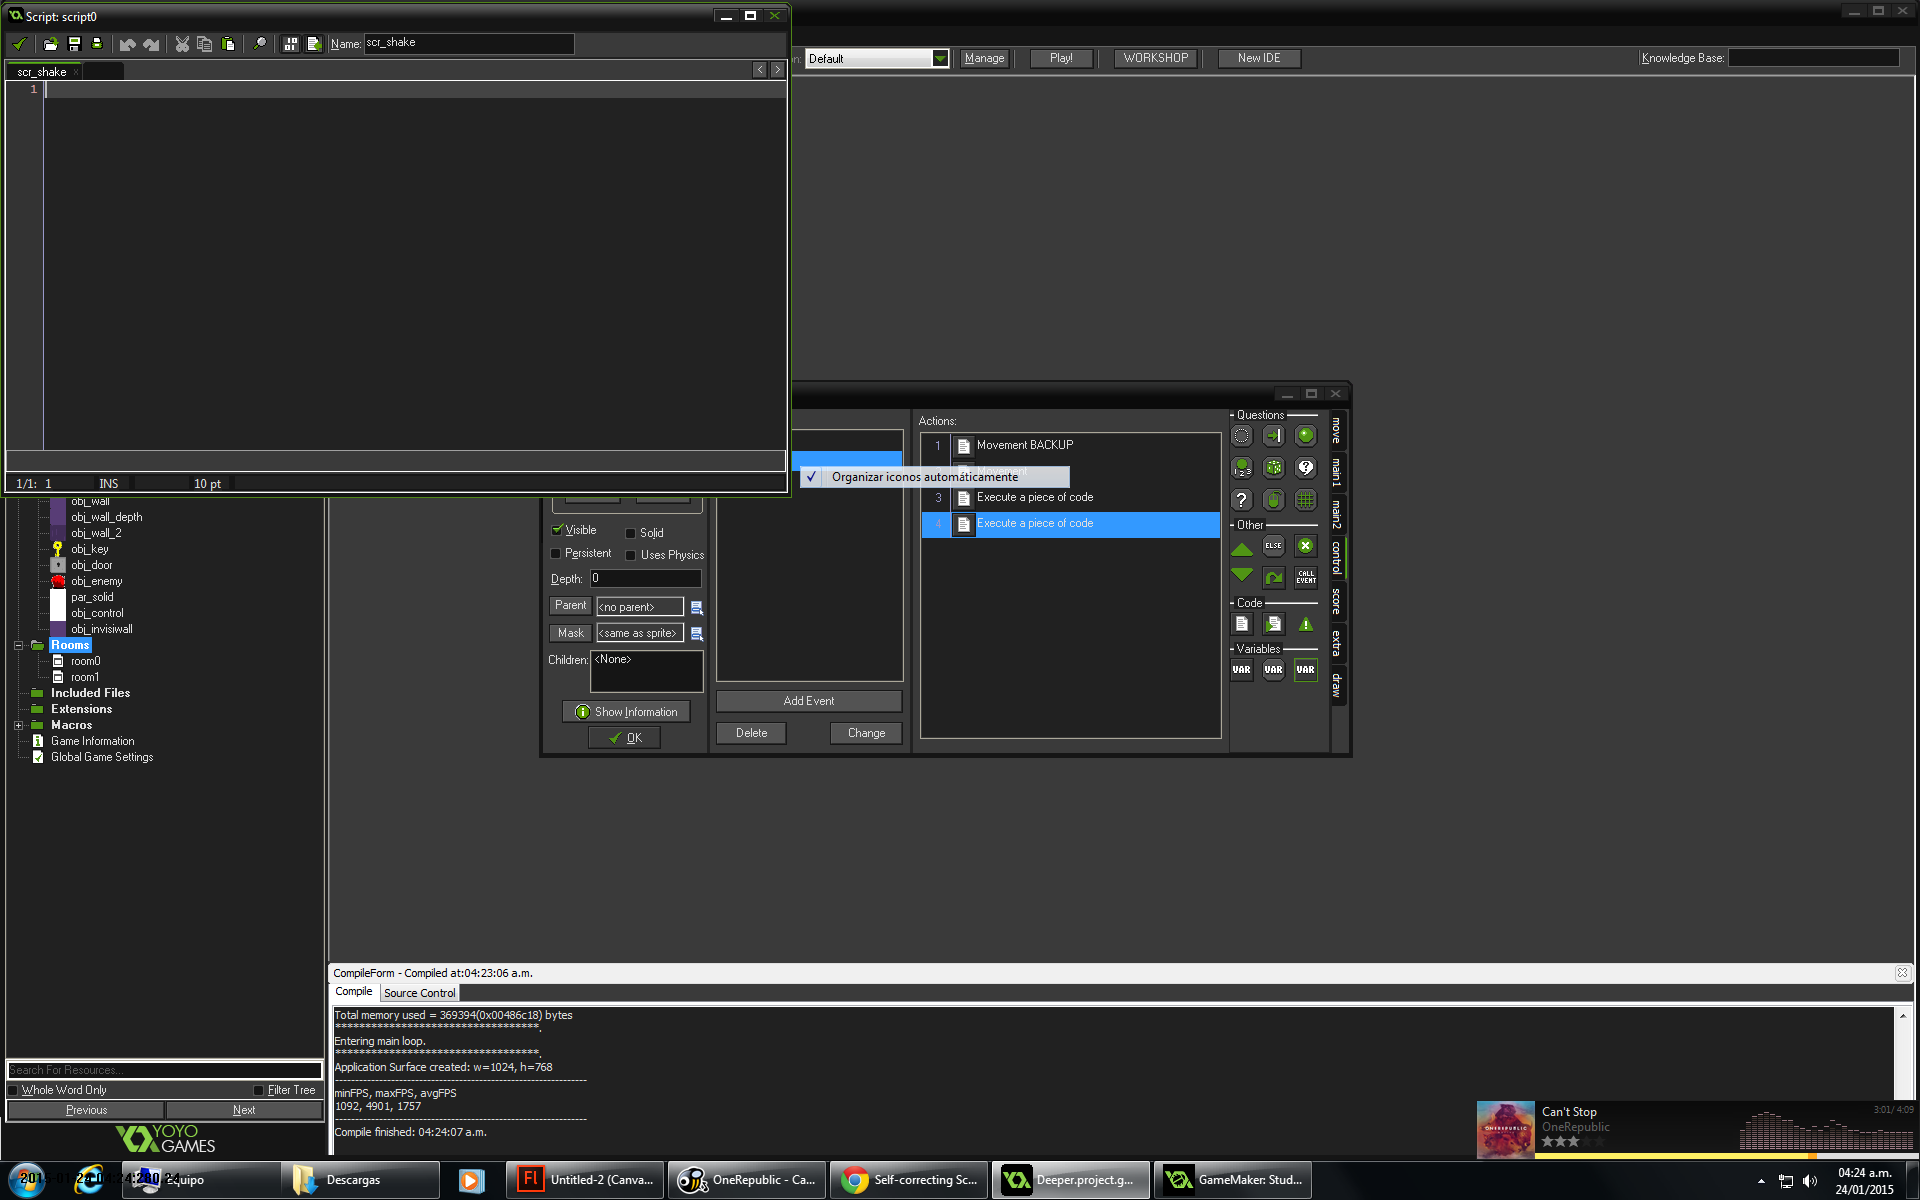 Script: script0
Name: scr_shake
scr_shake
1
1/1: 1 INS 10 pt
Default
Manage
Play!
WORKSHOP
New IDE
Knowledge Base:
obj_wall
obj_wall_depth
obj_wall_2
obj_key
obj_door
obj_enemy
par_solid
obj_control
obj_invisiwall
Rooms
room0
room1
Included Files
Extensions
Macros
Game Information
Global Game Settings
Search For Resources...
Whole Word Only Filter Tree
Previous Next
YOYO
GAMES
Visible Solid
Persistent Uses Physics
Depth: 0
Parent <no parent>
Mask <same as sprite>
Children: <None>
Show Information
OK
Add Event
Delete Change
Actions:
1 Movement BACKUP
Movement
Organizar iconos automáticamente
3 Execute a piece of code
4 Execute a piece of code
Questions
Other
ELSE
CALL EVENT
Code
Variables
VAR VAR VAR
move
main1
main2
control
score
extra
draw
CompileForm - Compiled at:04:23:06 a.m.
Compile Source Control
Total memory used = 369394(0x00486c18) bytes
**********************************.
Entering main loop.
**********************************.
Application Surface created: w=1024, h=768
minFPS, maxFPS, avgFPS
1092, 4901, 1757
Compile finished: 04:24:07 a.m.
Can't Stop
OneRepublic
3:01/ 4:09
Equipo
Descargas
Untitled-2 (Canva...
OneRepublic - Ca...
Self-correcting Sc...
Deeper.project.g...
GameMaker: Stud...
04:24 a.m.
24/01/2015